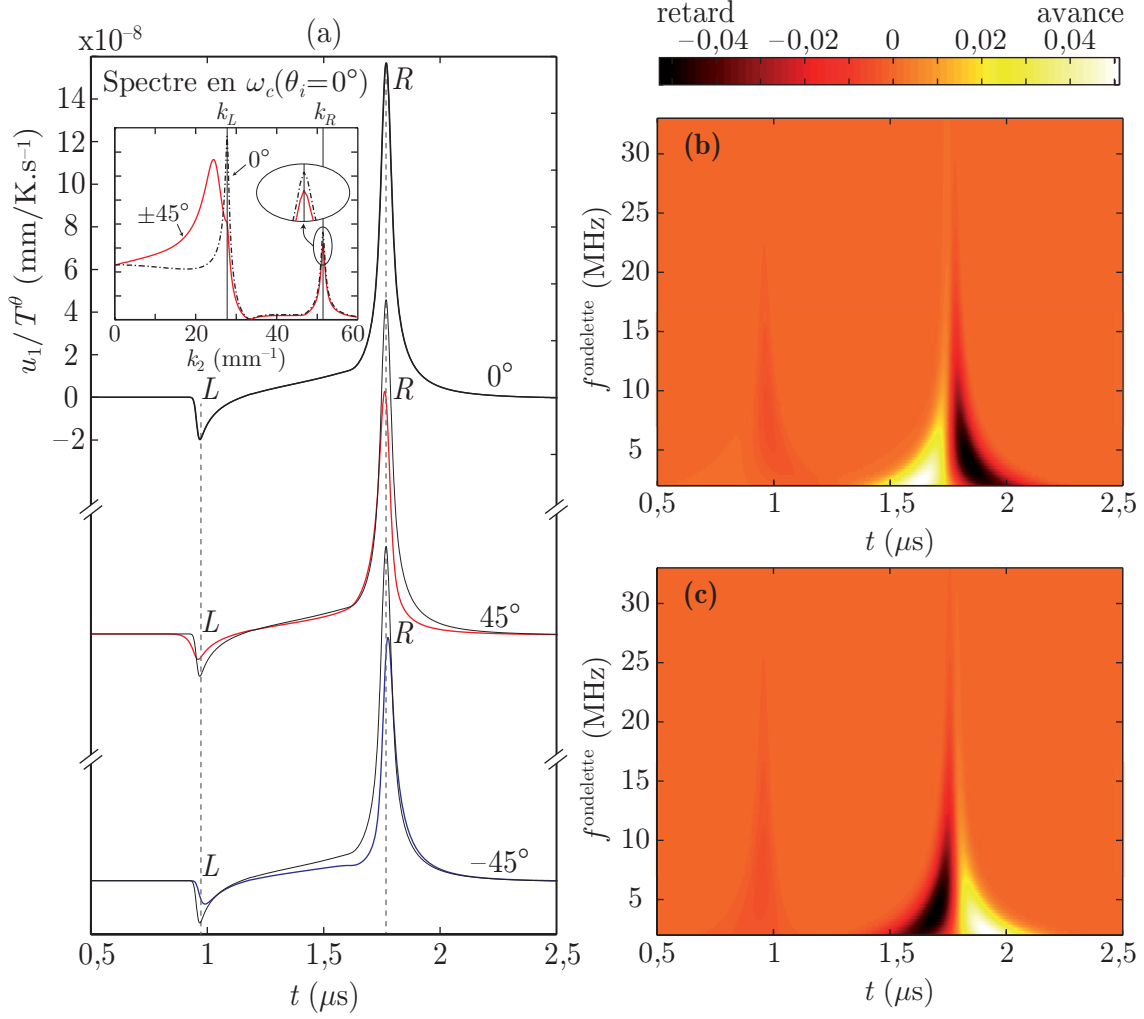 x10⁻⁸
(a)
u₁/ T^θ (mm/K.s⁻¹)
14
12
10
8
6
4
2
0
−2
Spectre en ω_c(θ_i=0°)
k_L
k_R
0°
±45°
0
20
40
60
k₂ (mm⁻¹)
R
L
0°
R
L
45°
R
L
−45°
0,5
1
1,5
2
2,5
t (μs)
retard
avance
−0,04
−0,02
0
0,02
0,04
(b)
f^ondelette (MHz)
30
25
20
15
10
5
0,5
1
1,5
2
2,5
t (μs)
(c)
f^ondelette (MHz)
30
25
20
15
10
5
0,5
1
1,5
2
2,5
t (μs)